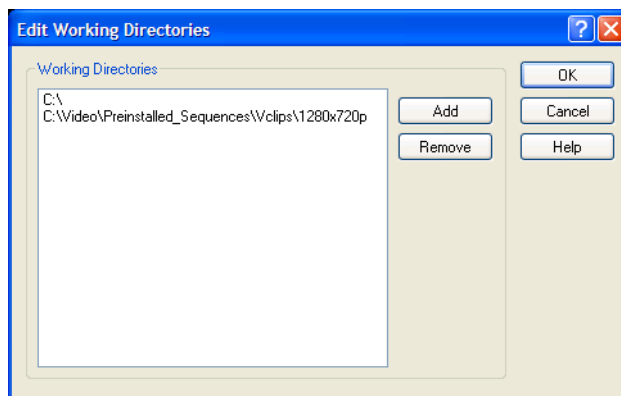 Edit Working Directories
Working Directories
C:\
C:\Video\Preinstalled_Sequences\Vclips\1280x720p
Add
Remove
OK
Cancel
Help